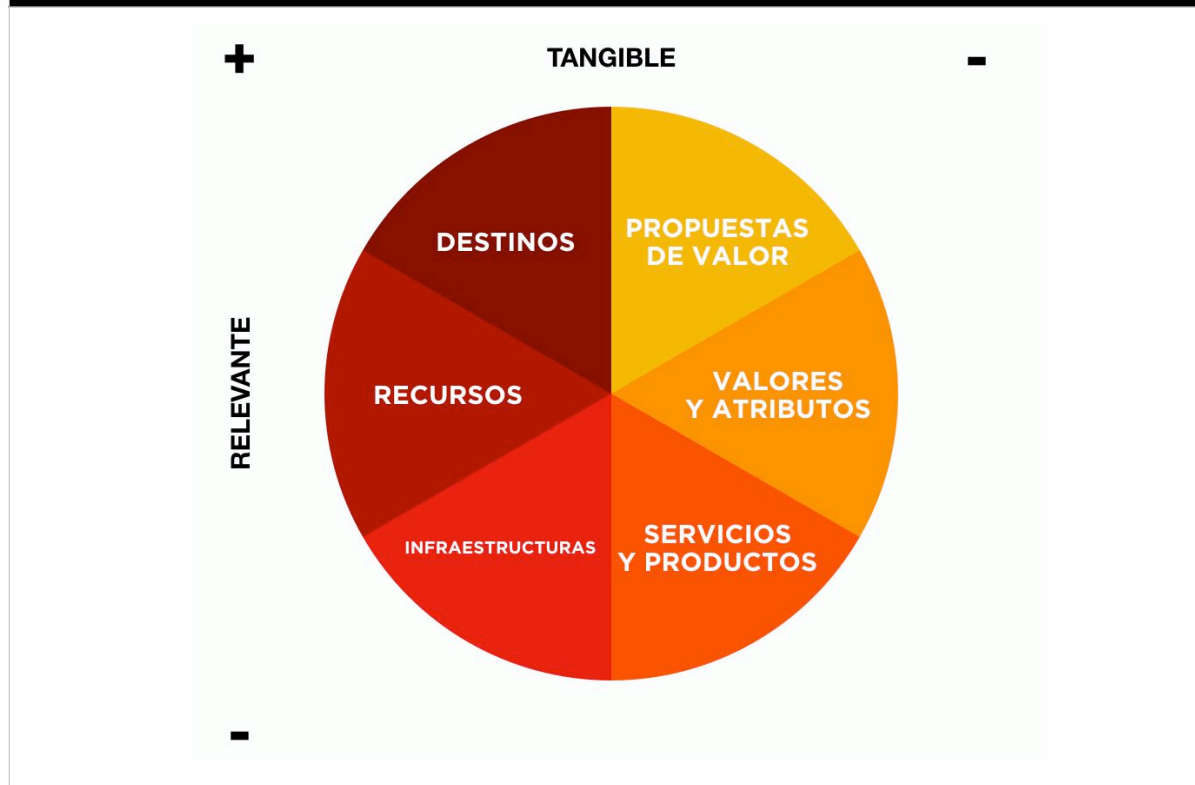 +
TANGIBLE
-
DESTINOS
PROPUESTAS
DE VALOR
RELEVANTE
RECURSOS
VALORES
Y ATRIBUTOS
INFRAESTRUCTURAS
SERVICIOS
Y PRODUCTOS
-